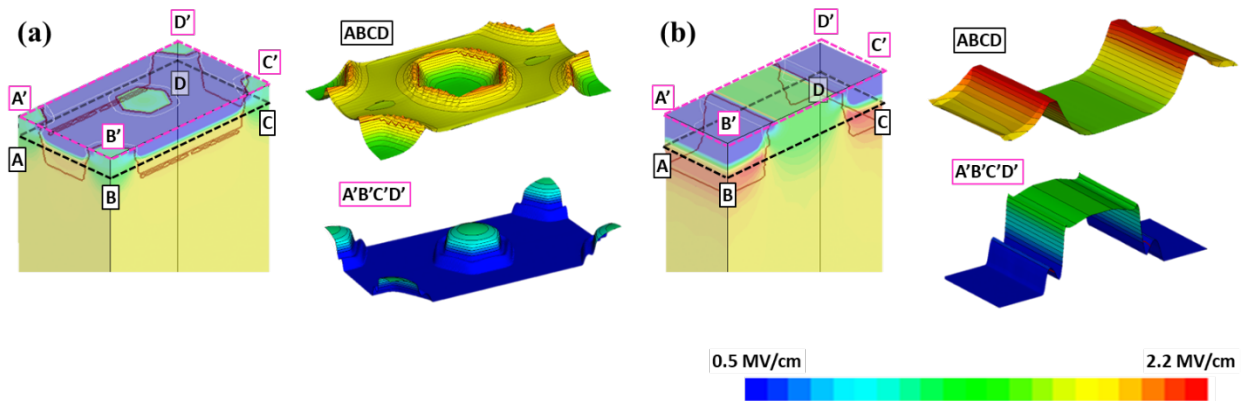 (a)
D'
ABCD
C'
D
A'
B'
C
A
B
A'B'C'D'
(b)
D'
ABCD
C'
D
A'
B'
C
A
B
A'B'C'D'
0.5 MV/cm 2.2 MV/cm